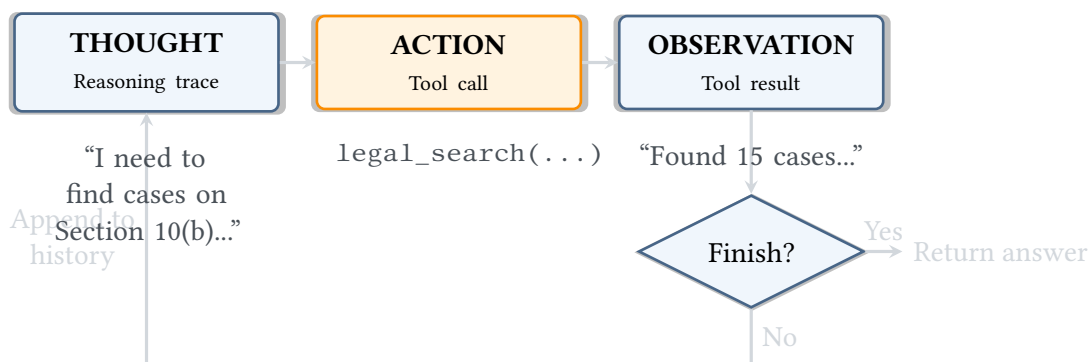 THOUGHT
Reasoning trace
ACTION
Tool call
OBSERVATION
Tool result
“I need to
find cases on
Section 10(b)...”
legal_search(...)
“Found 15 cases...”
Append to
history
Finish?
Yes
Return answer
No